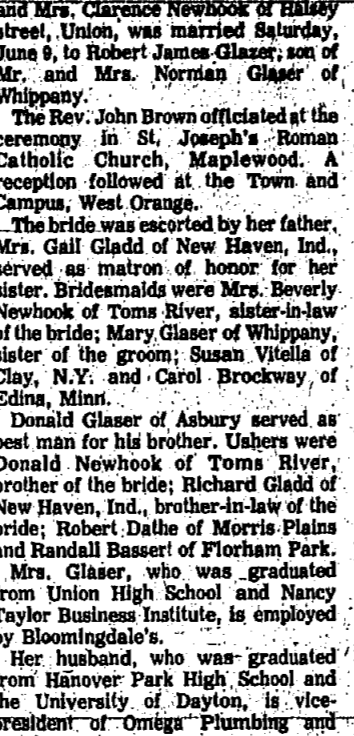 and Mrs. Clarence Newhook of Halsey
street, Union, was married Saturday,
June 9, to Robert James Glazer, son of
Mr. and Mrs. Norman Glaser of
Whippany.
The Rev. John Brown officiated at the
ceremony in St. Joseph's Roman
Catholic Church, Maplewood. A
reception followed at the Town and
Campus, West Orange.
The bride was escorted by her father.
Mrs. Gail Gladd of New Haven, Ind.,
served as matron of honor for her
sister. Bridesmaids were Mrs. Beverly
Newhook of Toms River, sister-in-law
of the bride; Mary Glaser of Whippany,
sister of the groom; Susan Vitella of
Clay, N.Y. and Carol Brockway of
Edina, Minn.
Donald Glaser of Asbury served as
best man for his brother. Ushers were
Donald Newhook of Toms River,
brother of the bride; Richard Gladd of
New Haven, Ind., brother-in-law of the
bride; Robert Dathe of Morris Plains
and Randall Bassert of Florham Park.
Mrs. Glaser, who was graduated
from Union High School and Nancy
Taylor Business Institute, is employed
by Bloomingdale's.
Her husband, who was graduated
from Hanover Park High School and
the University of Dayton, is vice-
president of Omega Plumbing and